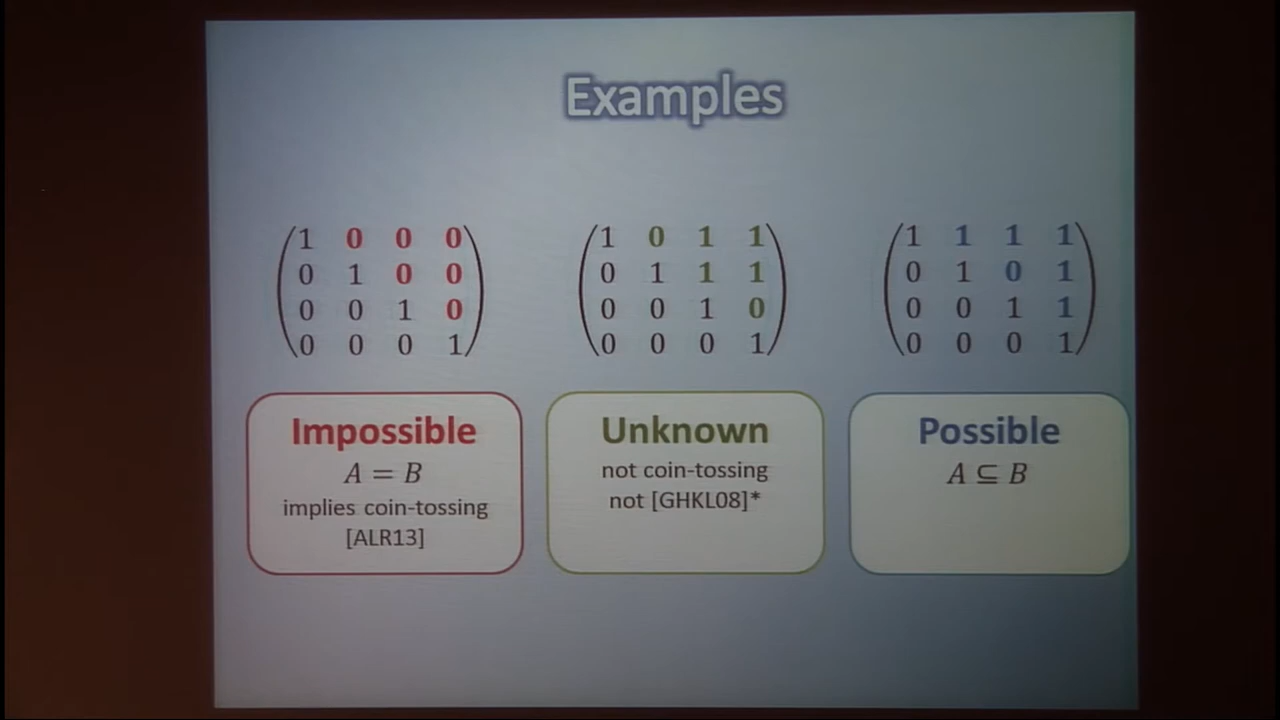 Examples
1 0 0 0
0 1 0 0
0 0 1 0
0 0 0 1
1 0 1 1
0 1 1 1
0 0 1 0
0 0 0 1
1 1 1 1
0 1 0 1
0 0 1 1
0 0 0 1
Impossible
A = B
implies coin-tossing
[ALR13]
Unknown
not coin-tossing
not [GHKL08]*
Possible
A ⊆ B